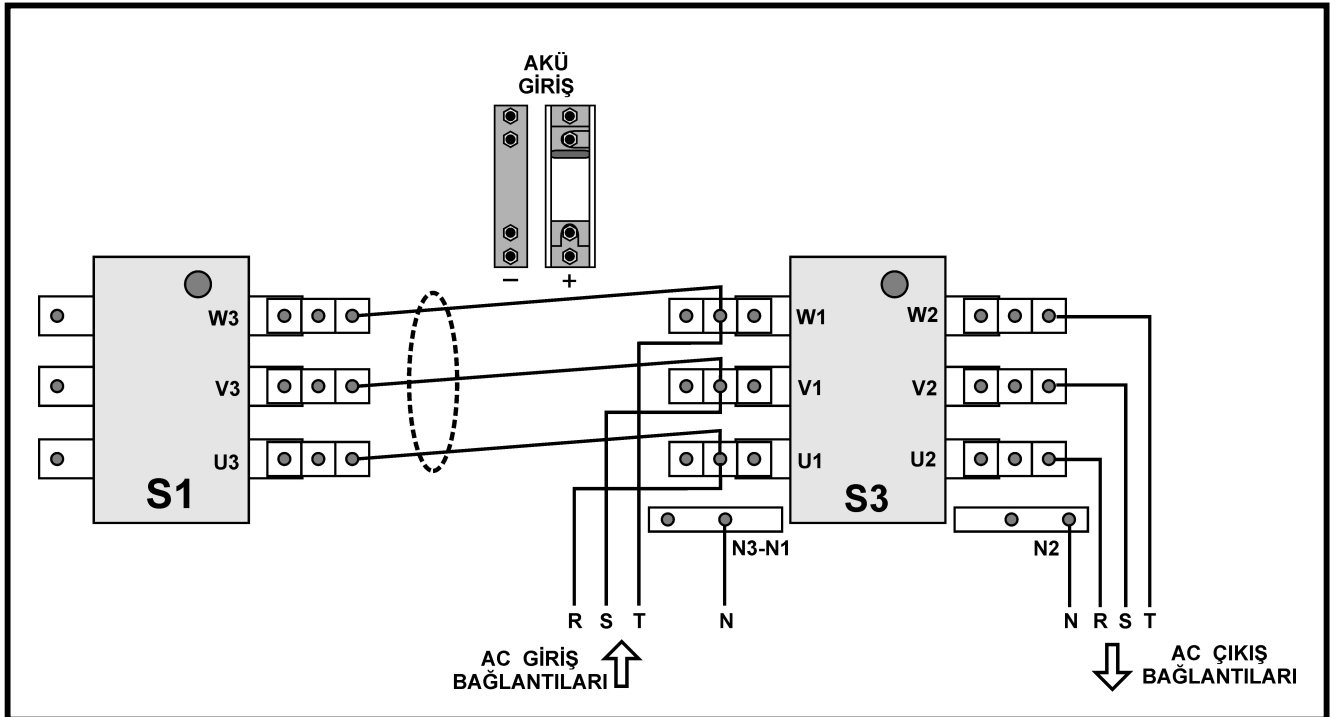 AKÜ
GİRİŞ
–
+
W3
V3
U3
S1
W1
V1
U1
W2
V2
U2
S3
N3-N1
N2
R S T
N
N R S T
AC GİRİŞ
BAĞLANTILARI
AC ÇIKIŞ
BAĞLANTILARI